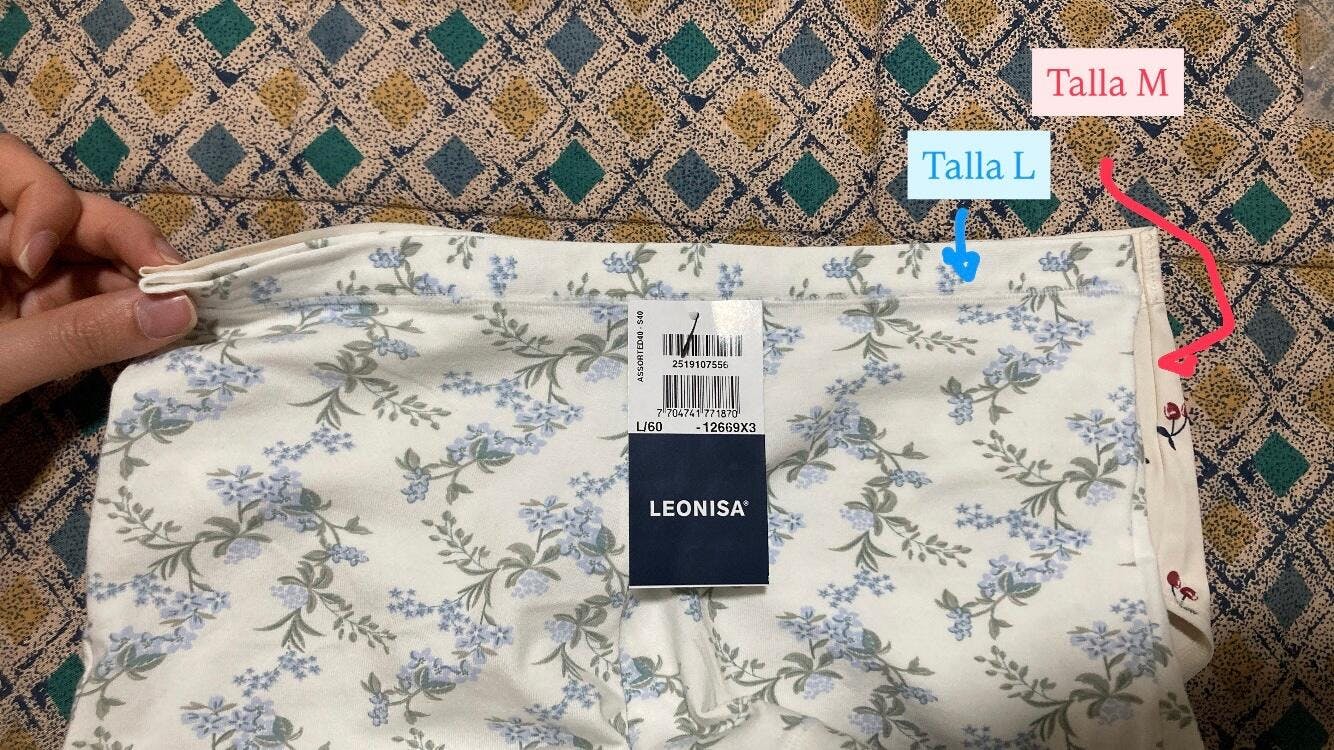 Talla M
Talla L
ASSORTED40 - S40
2519107556
7 704741 771870
L/60 -12669X3
LEONISA®